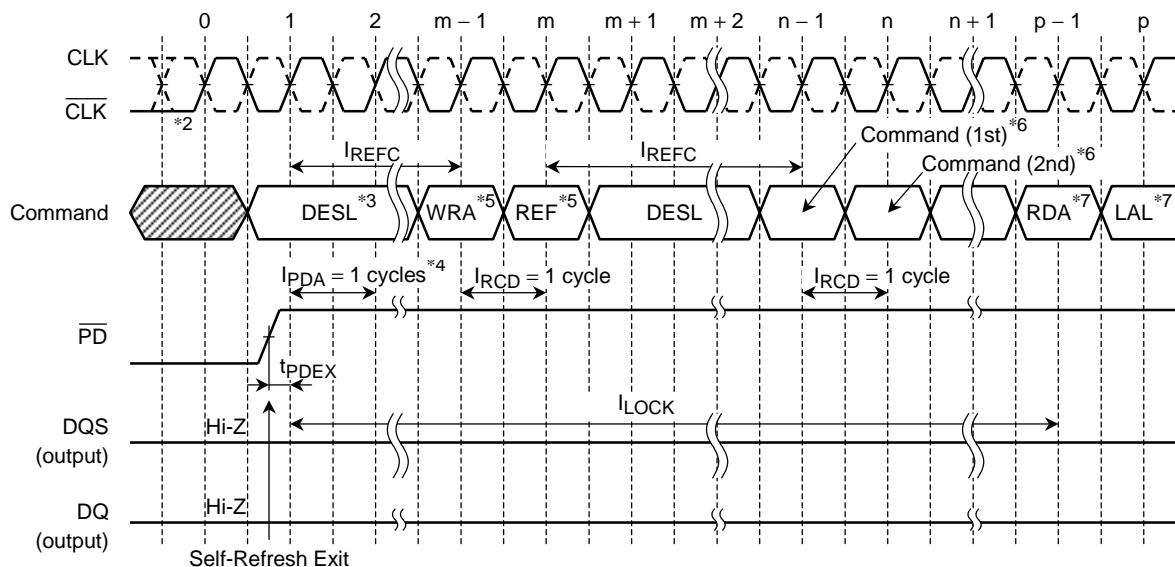 0 1 2 m – 1 m m + 1 m + 2 n - 1 n n + 1 p – 1 p
CLK
CLK
*2
Command (1st)*6
IREFC IREFC
Command (2nd)*6
Command DESL*3 WRA*5 REF*5 DESL RDA*7 LAL*7
IPDA = 1 cycles*4 IRCD = 1 cycle IRCD = 1 cycle
PD
tPDEX
ILOCK
DQS Hi-Z
(output)
DQ Hi-Z
(output)
Self-Refresh Exit